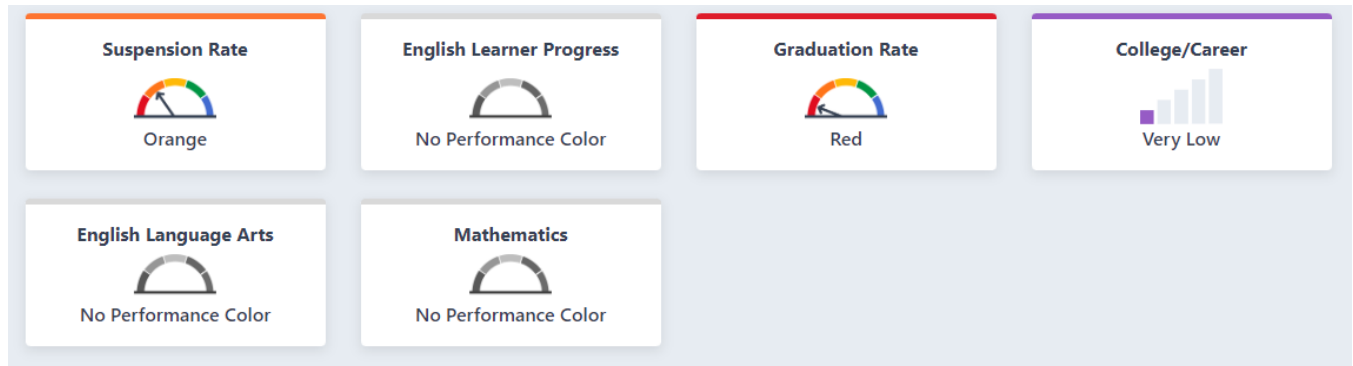 Suspension Rate
Orange
English Learner Progress
No Performance Color
Graduation Rate
Red
College/Career
Very Low
English Language Arts
No Performance Color
Mathematics
No Performance Color